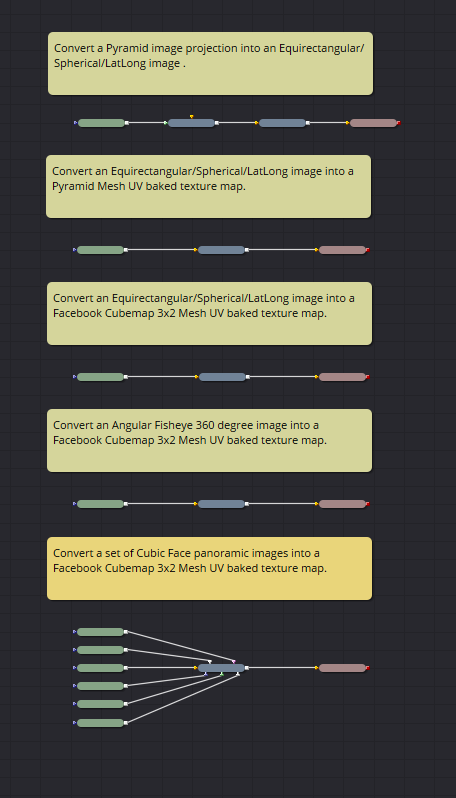 Convert a Pyramid image projection into an Equirectangular/
Spherical/LatLong image .
Convert an Equirectangular/Spherical/LatLong image into a
Pyramid Mesh UV baked texture map.
Convert an Equirectangular/Spherical/LatLong image into a
Facebook Cubemap 3x2 Mesh UV baked texture map.
Convert an Angular Fisheye 360 degree image into a
Facebook Cubemap 3x2 Mesh UV baked texture map.
Convert a set of Cubic Face panoramic images into a
Facebook Cubemap 3x2 Mesh UV baked texture map.